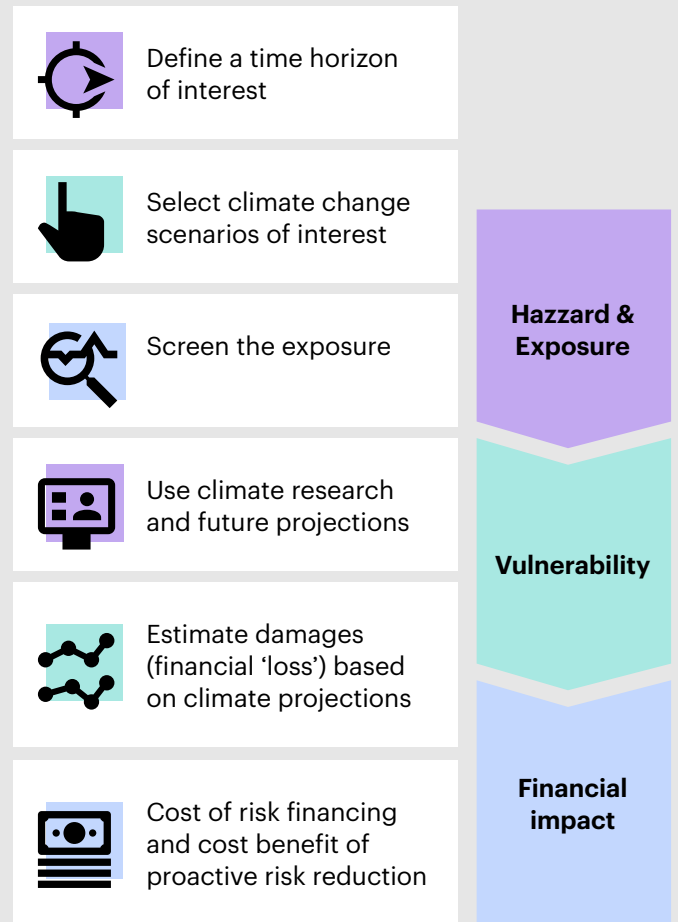 Define a time horizon
of interest
Select climate change
scenarios of interest
Screen the exposure
Use climate research
and future projections
Estimate damages
(financial ‘loss’) based
on climate projections
Cost of risk financing
and cost benefit of
proactive risk reduction
Hazzard &
Exposure
Vulnerability
Financial
impact